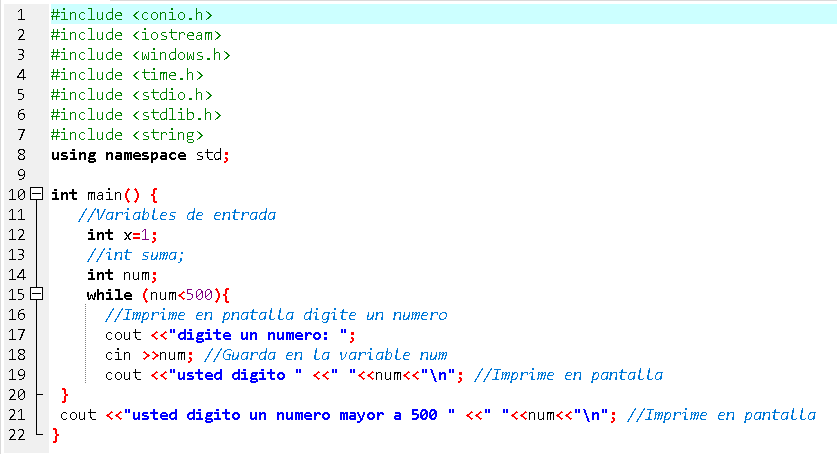 1 #include <conio.h>
2 #include <iostream>
3 #include <windows.h>
4 #include <time.h>
5 #include <stdio.h>
6 #include <stdlib.h>
7 #include <string>
8 using namespace std;
9
10 int main() {
11 //Variables de entrada
12 int x=1;
13 //int suma;
14 int num;
15 while (num<500){
16 //Imprime en pnatalla digite un numero
17 cout <<"digite un numero: ";
18 cin >>num; //Guarda en la variable num
19 cout <<"usted digito " <<" "<<num<<"\n"; //Imprime en pantalla
20 }
21 cout <<"usted digito un numero mayor a 500 " <<" "<<num<<"\n"; //Imprime en pantalla
22 }